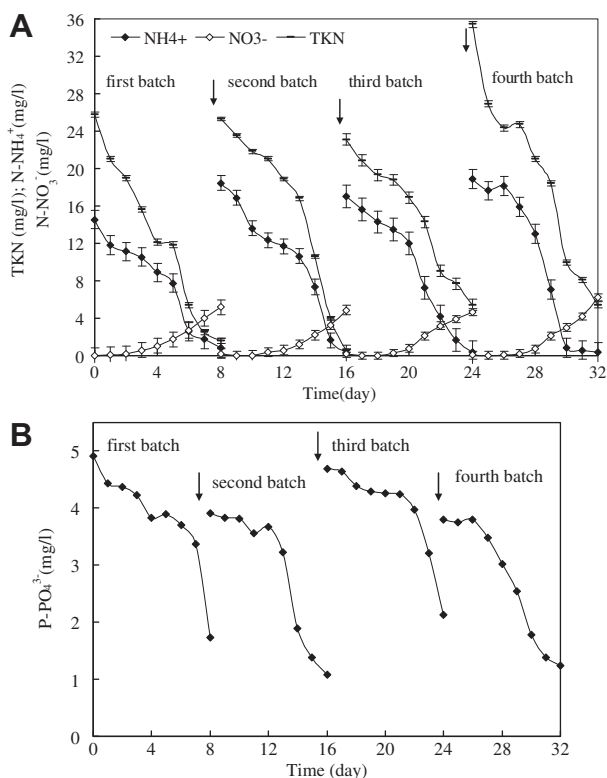 A
36
32
28
24
20
16
12
8
4
0
TKN (mg/l); N-NH4+(mg/l)
N-NO3-(mg/l)
NH4+ NO3- TKN
first batch
second batch
third batch
fourth batch
0 4 8 12 16 20 24 28 32
Time(day)
B
6
5
4
3
2
1
0
P-PO4 3-(mg/l)
first batch
second batch
third batch
fourth batch
0 4 8 12 16 20 24 28 32
Time (day)